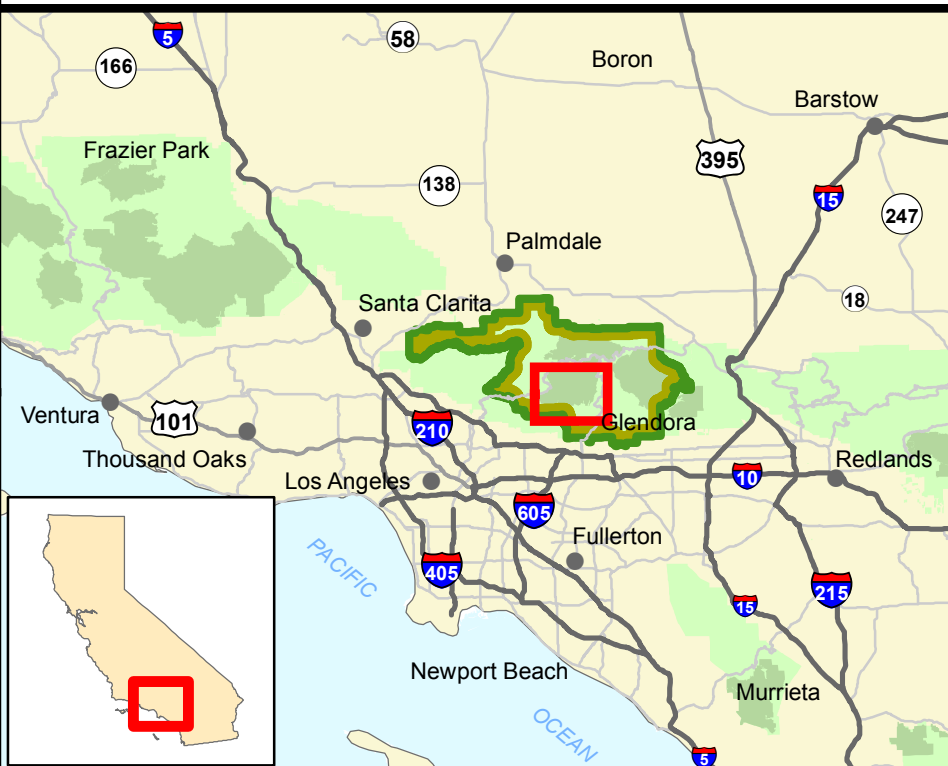 5
58
166
Boron
Barstow
Frazier Park
395
138
15
247
Palmdale
18
Santa Clarita
Ventura
101
210
Glendora
Thousand Oaks
Redlands
Los Angeles
10
605
Fullerton
PACIFIC
405
215
15
Newport Beach
Murrieta
OCEAN
5